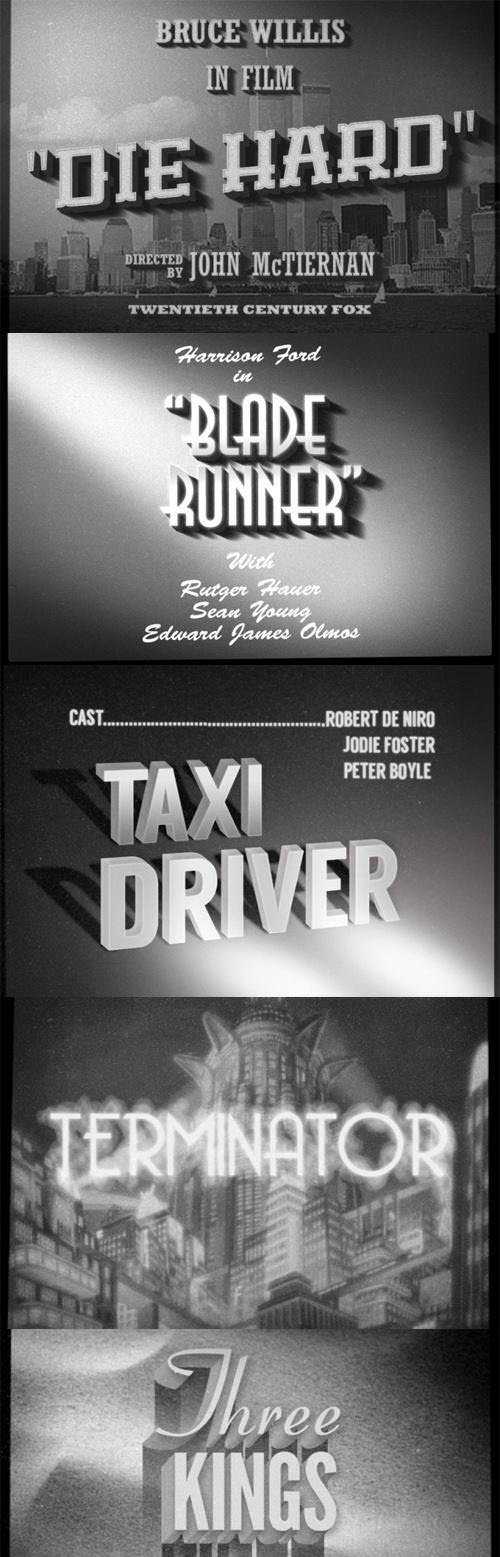 BRUCE WILLIS
IN FILM
"DIE HARD"
DIRECTED BY JOHN McTIERNAN
TWENTIETH CENTURY FOX
Harrison Ford
in
"BLADE
RUNNER"
With
Rutger Hauer
Sean Young
Edward James Olmos
CAST..............................................ROBERT DE NIRO
JODIE FOSTER
PETER BOYLE
TAXI
DRIVER
TERMINATOR
Three
KINGS